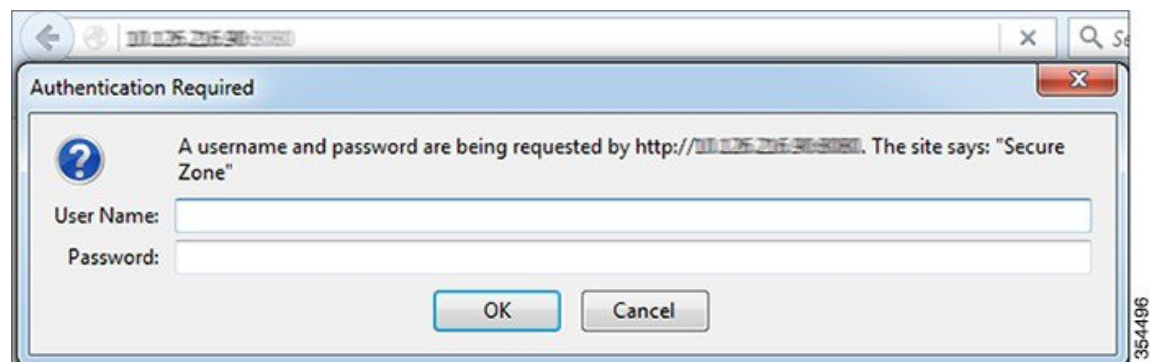 Se
Authentication Required
A username and password are being requested by http://. The site says: "Secure
Zone"
User Name:
Password:
OK
Cancel
354496